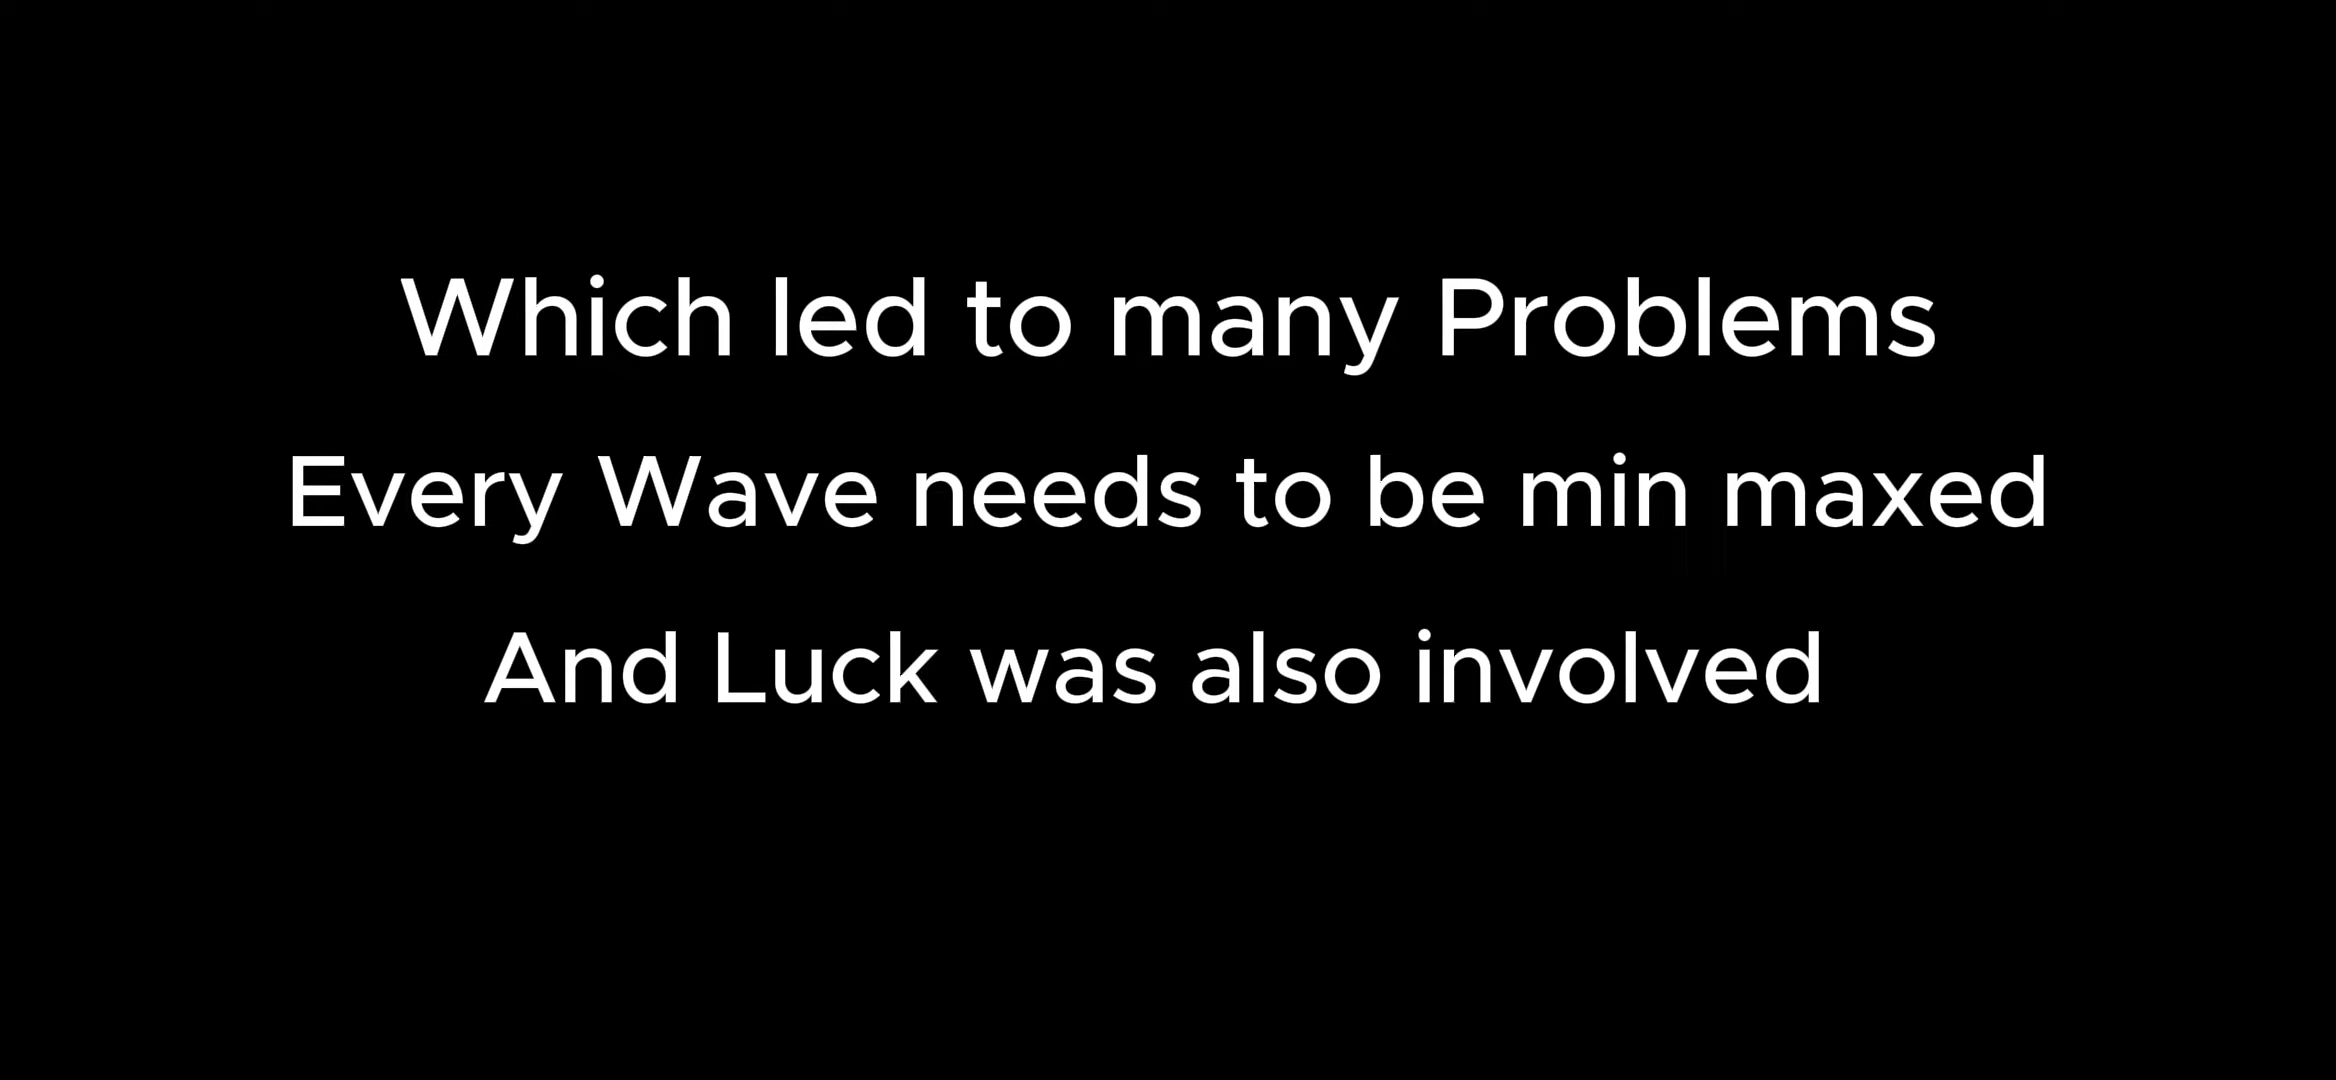 Which led to many Problems
Every Wave needs to be min maxed
And Luck was also involved